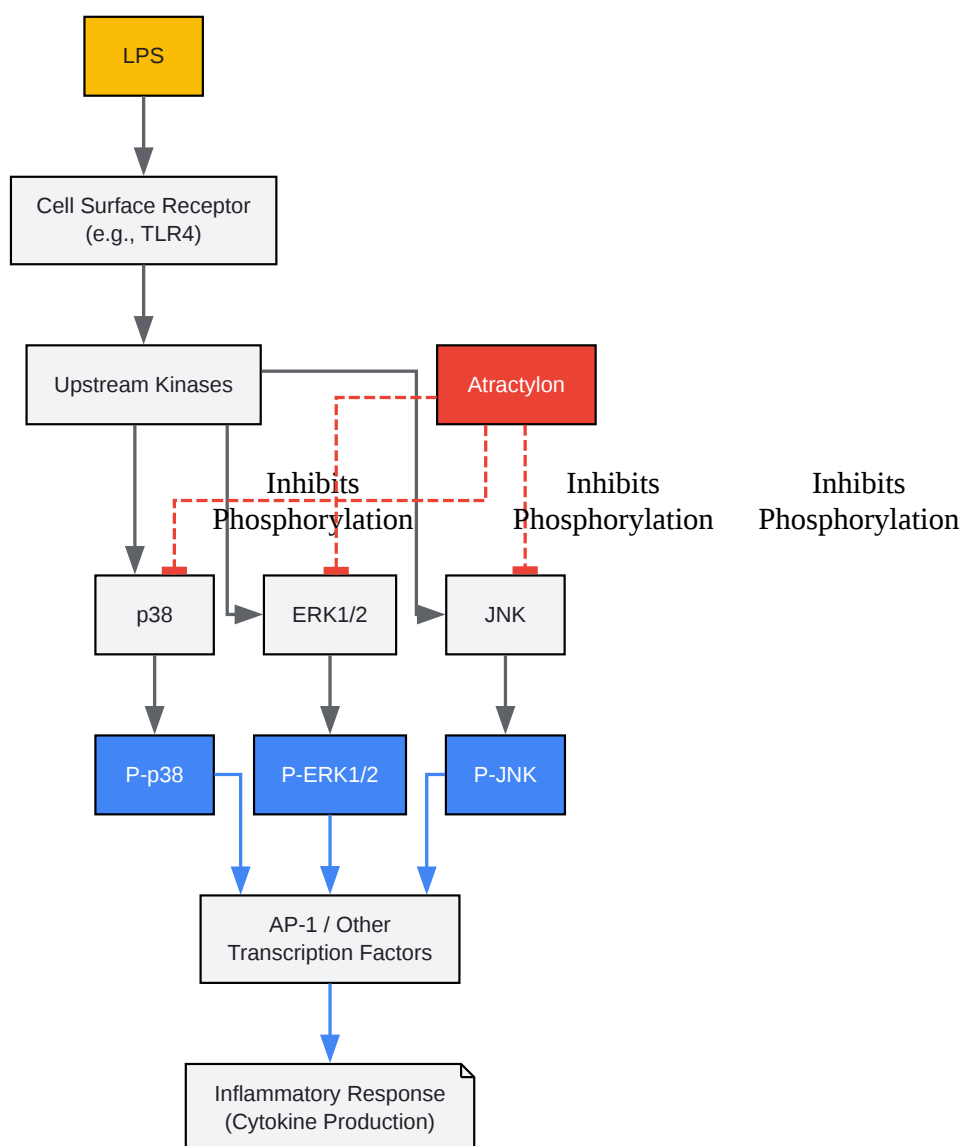 LPS
Cell Surface Receptor
(e.g., TLR4)
Upstream Kinases
Atractylon
Inhibits
Phosphorylation
Inhibits
Phosphorylation
Inhibits
Phosphorylation
p38
ERK1/2
JNK
P-p38
P-ERK1/2
P-JNK
AP-1 / Other
Transcription Factors
Inflammatory Response
(Cytokine Production)